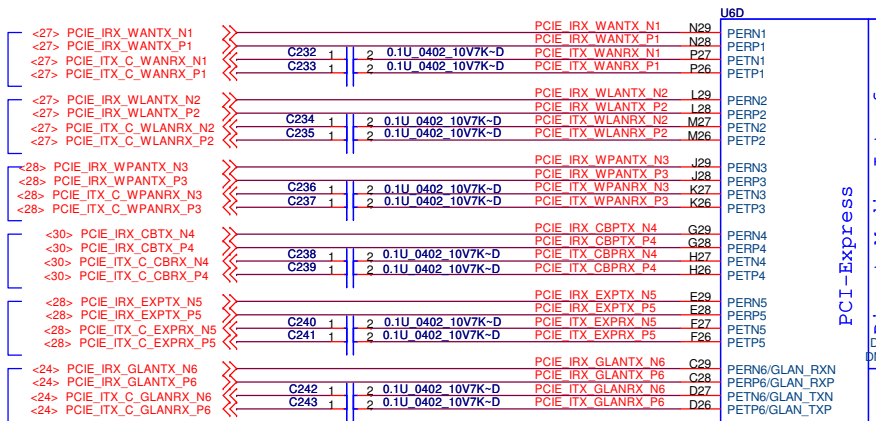 U6D
<27> PCIE_IRX_WANTX_N1 PCIE_IRX_WANTX_N1 N29 PERN1
<27> PCIE_IRX_WANTX_P1 PCIE_IRX_WANTX_P1 N28 PERP1
<27> PCIE_ITX_C_WANRX_N1 C232 1 2 0.1U_0402_10V7K~D PCIE_ITX_WANRX_N1 P27 PETN1
<27> PCIE_ITX_C_WANRX_P1 C233 1 2 0.1U_0402_10V7K~D PCIE_ITX_WANRX_P1 P26 PETP1
<27> PCIE_IRX_WLANTX_N2 PCIE_IRX_WLANTX_N2 L29 PERN2
<27> PCIE_IRX_WLANTX_P2 PCIE_IRX_WLANTX_P2 L28 PERP2
<27> PCIE_ITX_C_WLANRX_N2 C234 1 2 0.1U_0402_10V7K~D PCIE_ITX_WLANRX_N2 M27 PETN2
<27> PCIE_ITX_C_WLANRX_P2 C235 1 2 0.1U_0402_10V7K~D PCIE_ITX_WLANRX_P2 M26 PETP2
<28> PCIE_IRX_WPANTX_N3 PCIE_IRX_WPANTX_N3 J29 PERN3
<28> PCIE_IRX_WPANTX_P3 PCIE_IRX_WPANTX_P3 J28 PERP3
<28> PCIE_ITX_C_WPANRX_N3 C236 1 2 0.1U_0402_10V7K~D PCIE_ITX_WPANRX_N3 K27 PETN3
<28> PCIE_ITX_C_WPANRX_P3 C237 1 2 0.1U_0402_10V7K~D PCIE_ITX_WPANRX_P3 K26 PETP3
<30> PCIE_IRX_CBTX_N4 PCIE_IRX_CBPTX_N4 G29 PERN4
<30> PCIE_IRX_CBTX_P4 PCIE_IRX_CBPTX_P4 G28 PERP4
<30> PCIE_ITX_C_CBRX_N4 C238 1 2 0.1U_0402_10V7K~D PCIE_ITX_CBPRX_N4 H27 PETN4
<30> PCIE_ITX_C_CBRX_P4 C239 1 2 0.1U_0402_10V7K~D PCIE_ITX_CBPRX_P4 H26 PETP4
<28> PCIE_IRX_EXPTX_N5 PCIE_IRX_EXPTX_N5 E29 PERN5
<28> PCIE_IRX_EXPTX_P5 PCIE_IRX_EXPTX_P5 E28 PERP5
<28> PCIE_ITX_C_EXPRX_N5 C240 1 2 0.1U_0402_10V7K~D PCIE_ITX_EXPRX_N5 F27 PETN5
<28> PCIE_ITX_C_EXPRX_P5 C241 1 2 0.1U_0402_10V7K~D PCIE_ITX_EXPRX_P5 F26 PETP5
<24> PCIE_IRX_GLANTX_N6 PCIE_IRX_GLANTX_N6 C29 PERN6/GLAN_RXN
<24> PCIE_IRX_GLANTX_P6 PCIE_IRX_GLANTX_P6 C28 PERP6/GLAN_RXP
<24> PCIE_ITX_C_GLANRX_N6 C242 1 2 0.1U_0402_10V7K~D PCIE_ITX_GLANRX_N6 D27 PETN6/GLAN_TXN
<24> PCIE_ITX_C_GLANRX_P6 C243 1 2 0.1U_0402_10V7K~D PCIE_ITX_GLANRX_P6 D26 PETP6/GLAN_TXP
PCI-Express